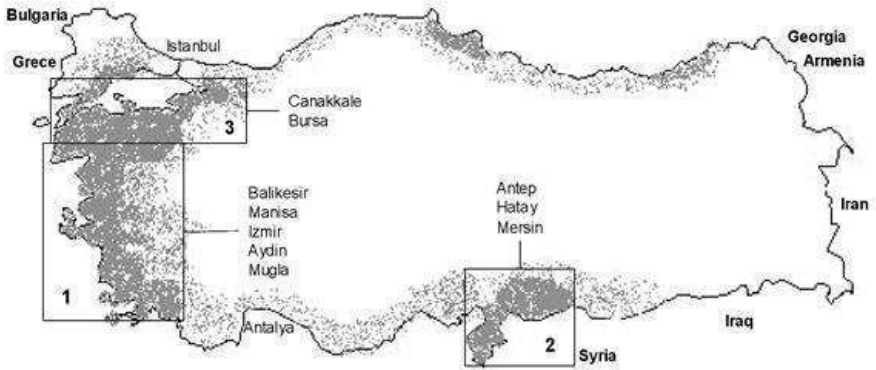 Bulgaria
Istanbul
Georgia
Grece
Armenia
Canakkale
Bursa
3
Balikesir
Manisa
Izmir
Aydin
Mugla
Antep
Hatay
Mersin
Iran
1
Antalya
Iraq
2
Syria